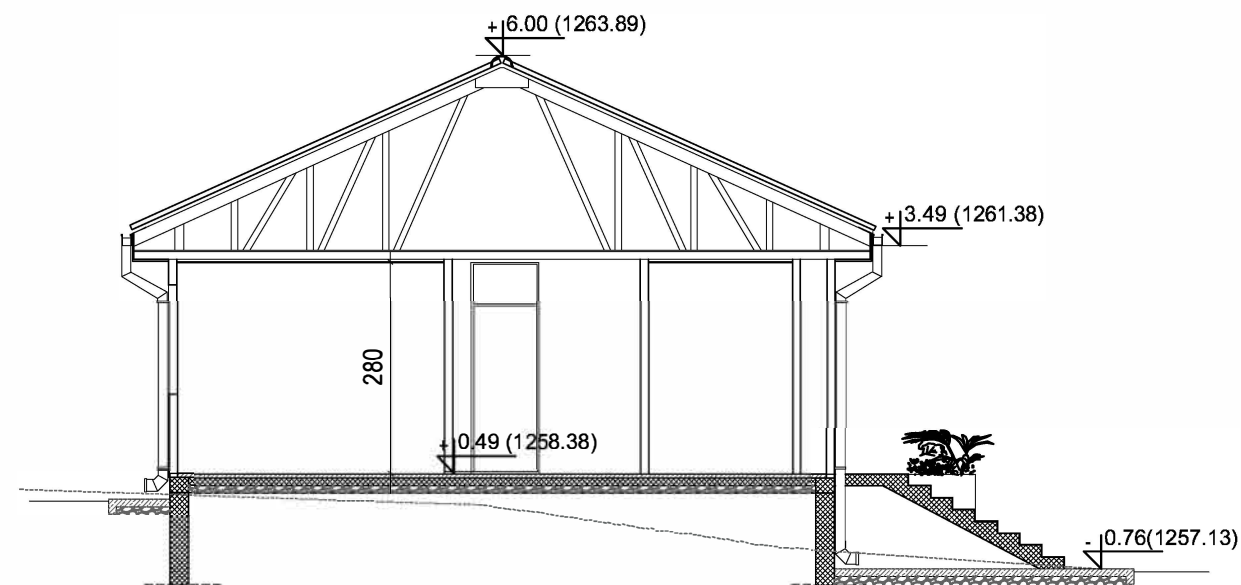 + 6.00 (1263.89)
+ 3.49 (1261.38)
280
+ 0.49 (1258.38)
- 0.76(1257.13)